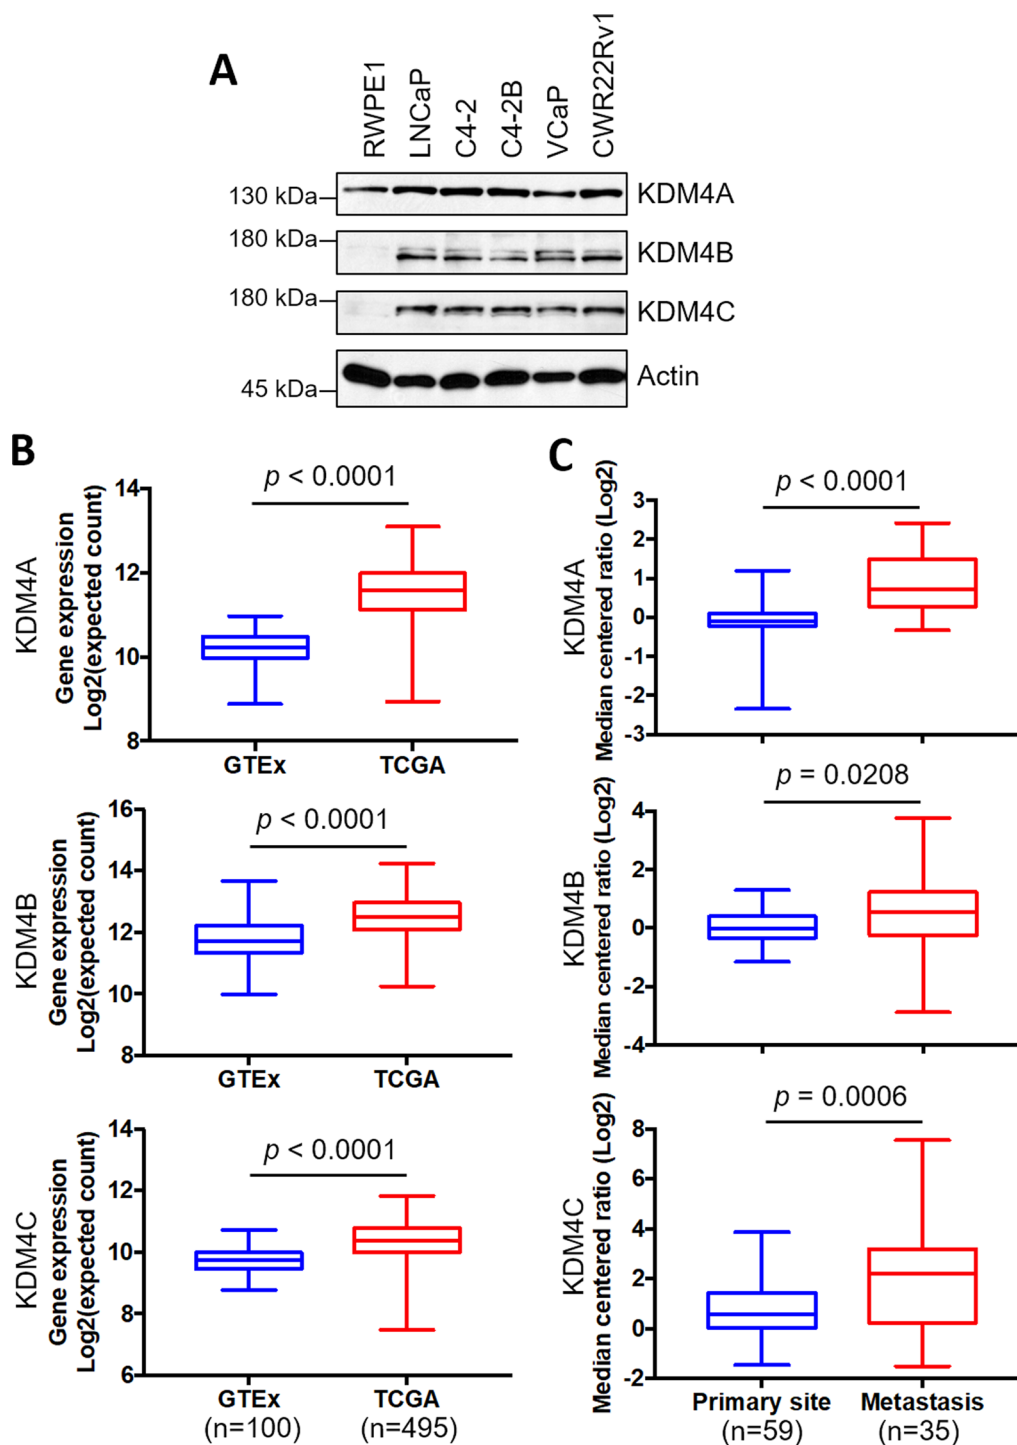 A
RWPE1
LNCaP
C4-2
C4-2B
VCaP
CWR22Rv1
130 kDa
KDM4A
180 kDa
KDM4B
180 kDa
KDM4C
45 kDa
Actin
B
KDM4A
Gene expression
Log2(expected count)
14
12
10
8
p < 0.0001
GTEx
TCGA
KDM4B
Gene expression
Log2(expected count)
16
14
12
10
8
p < 0.0001
GTEx
TCGA
KDM4C
Gene expression
Log2(expected count)
14
12
10
8
6
p < 0.0001
GTEx
TCGA
(n=100)
(n=495)
C
KDM4A
Median centered ratio (Log2)
3
2
1
0
-1
-2
-3
p < 0.0001
KDM4B
Median centered ratio (Log2)
4
2
0
-2
-4
p = 0.0208
KDM4C
Median centered ratio (Log2)
8
6
4
2
0
-2
p = 0.0006
Primary site
Metastasis
(n=59)
(n=35)